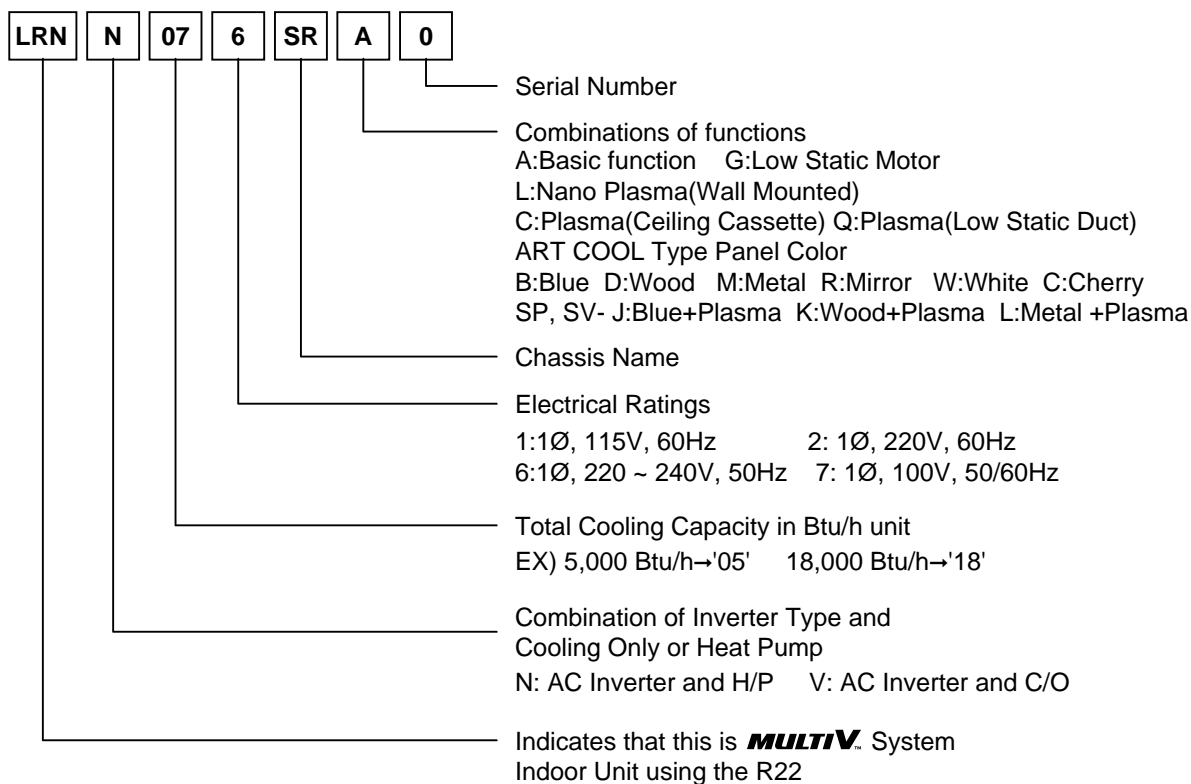 LRN N 07 6 SR A 0
Serial Number
Combinations of functions
A:Basic function G:Low Static Motor
L:Nano Plasma(Wall Mounted)
C:Plasma(Ceiling Cassette) Q:Plasma(Low Static Duct)
ART COOL Type Panel Color
B:Blue D:Wood M:Metal R:Mirror W:White C:Cherry
SP, SV- J:Blue+Plasma K:Wood+Plasma L:Metal +Plasma
Chassis Name
Electrical Ratings
1:1Ø, 115V, 60Hz 2: 1Ø, 220V, 60Hz
6:1Ø, 220 ~ 240V, 50Hz 7: 1Ø, 100V, 50/60Hz
Total Cooling Capacity in Btu/h unit
EX) 5,000 Btu/h→'05' 18,000 Btu/h→'18'
Combination of Inverter Type and
Cooling Only or Heat Pump
N: AC Inverter and H/P V: AC Inverter and C/O
Indicates that this is MULTI V™ System
Indoor Unit using the R22